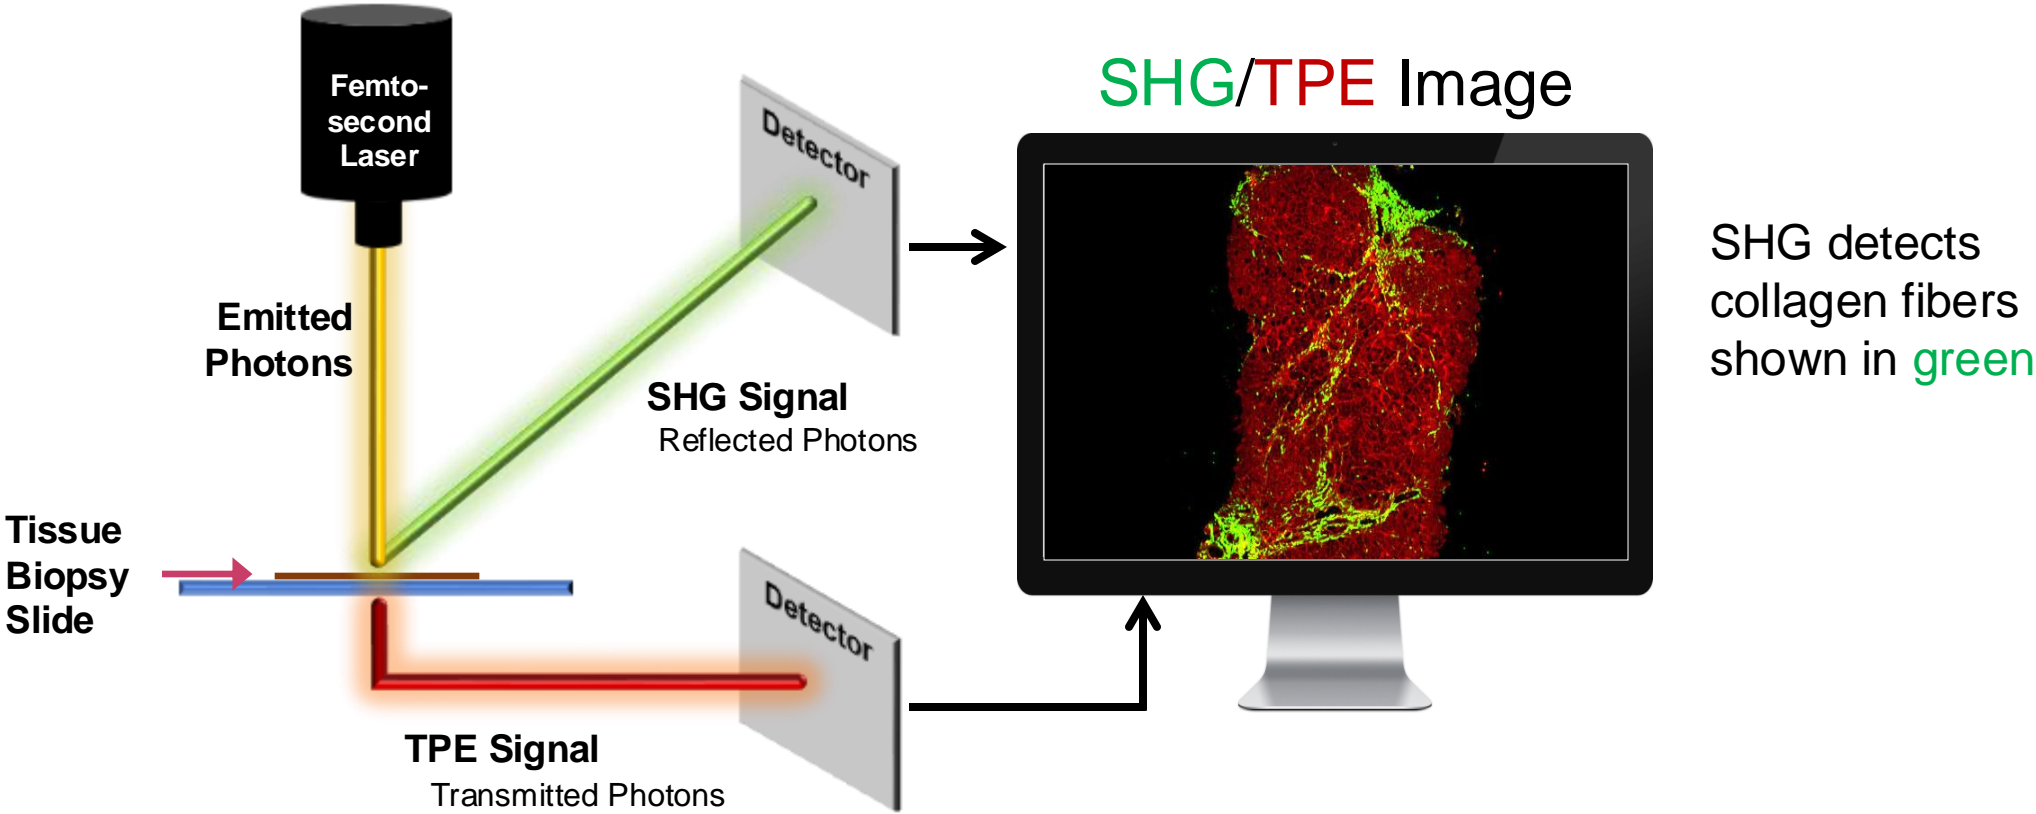 Femto-
second
Laser
Detector
SHG/TPE Image
Emitted
Photons
SHG detects
collagen fibers
shown in green
SHG Signal
Reflected Photons
Tissue
Biopsy
Slide
Detector
TPE Signal
Transmitted Photons